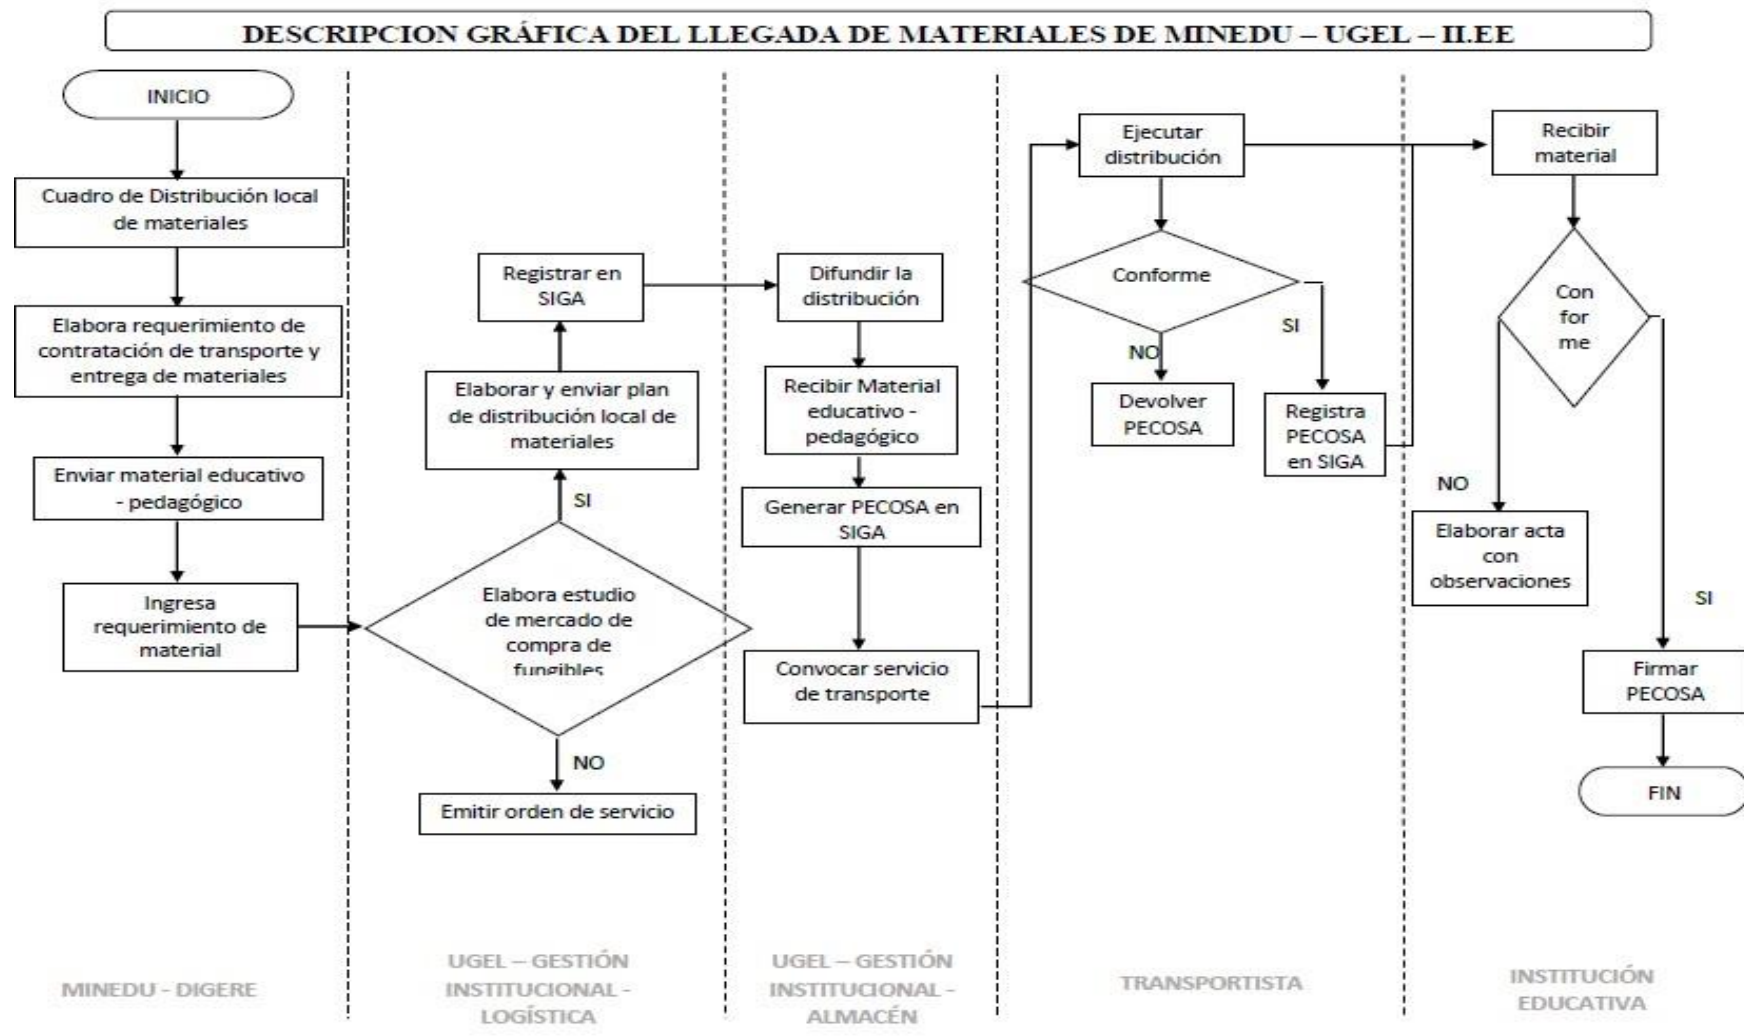 DESCRIPCION GRÁFICA DEL LLEGADA DE MATERIALES DE MINEDU – UGEL – II.EE
INICIO
Cuadro de Distribución local
de materiales
Elabora requerimiento de
contratación de transporte y
entrega de materiales
Enviar material educativo
- pedagógico
Ingresa
requerimiento de
material
MINEDU - DIGERE
Registrar en
SIGA
Elaborar y enviar plan
de distribución local de
materiales
SI
Elabora estudio
de mercado de
compra de
fungibles
NO
Emitir orden de servicio
UGEL – GESTIÓN
INSTITUCIONAL -
LOGÍSTICA
Difundir la
distribución
Recibir Material
educativo -
pedagógico
Generar PECOSA en
SIGA
Convocar servicio
de transporte
UGEL – GESTIÓN
INSTITUCIONAL -
ALMACÉN
Ejecutar
distribución
Conforme
SI
NO
Devolver
PECOSA
Registra
PECOSA
en SIGA
TRANSPORTISTA
Recibir
material
Con
for
me
NO
Elaborar acta
con
observaciones
SI
Firmar
PECOSA
FIN
INSTITUCIÓN
EDUCATIVA